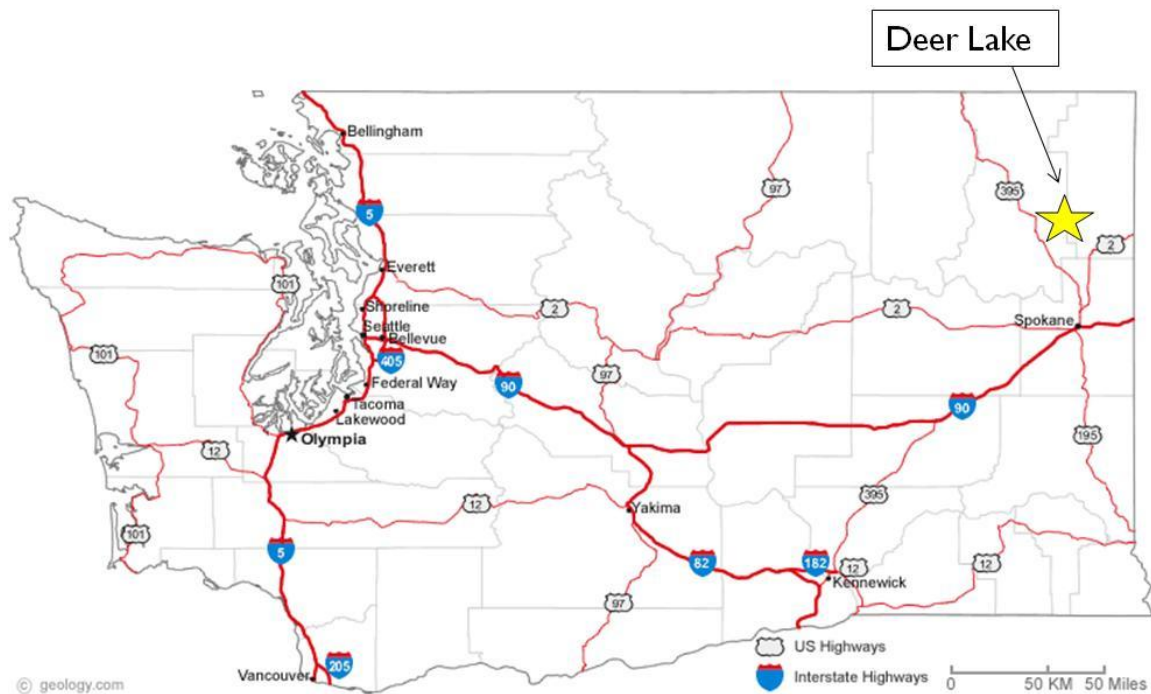 Deer Lake
Bellingham
97
395
5
2
Everett
101
Shoreline
2
2
Seattle
Spokane
Bellevue
101
405
97
Federal Way
90
90
Tacoma
Lakewood
Olympia
195
12
395
12
Yakima
101
5
82
182
12
12
Kennewick
97
US Highways
205
Vancouver
Interstate Highways
0 50 KM 50 Miles
© geology.com